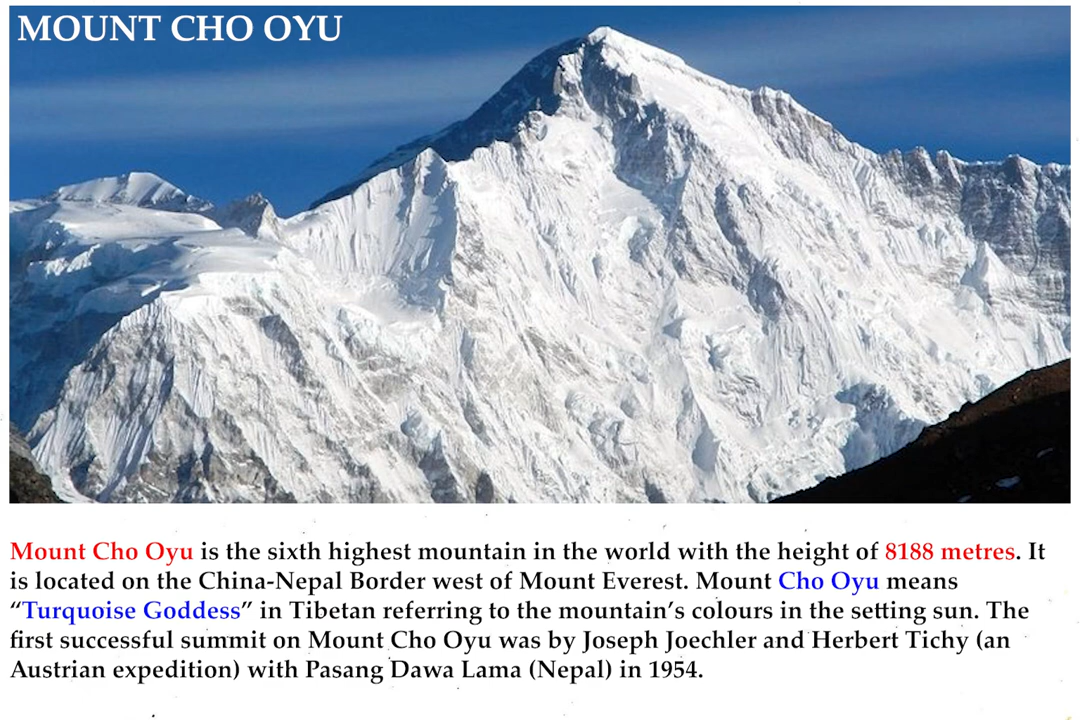 MOUNT CHO OYU
Mount Cho Oyu is the sixth highest mountain in the world with the height of 8188 metres. It
is located on the China-Nepal Border west of Mount Everest. Mount Cho Oyu means
“Turquoise Goddess” in Tibetan referring to the mountain’s colours in the setting sun. The
first successful summit on Mount Cho Oyu was by Joseph Joechler and Herbert Tichy (an
Austrian expedition) with Pasang Dawa Lama (Nepal) in 1954.